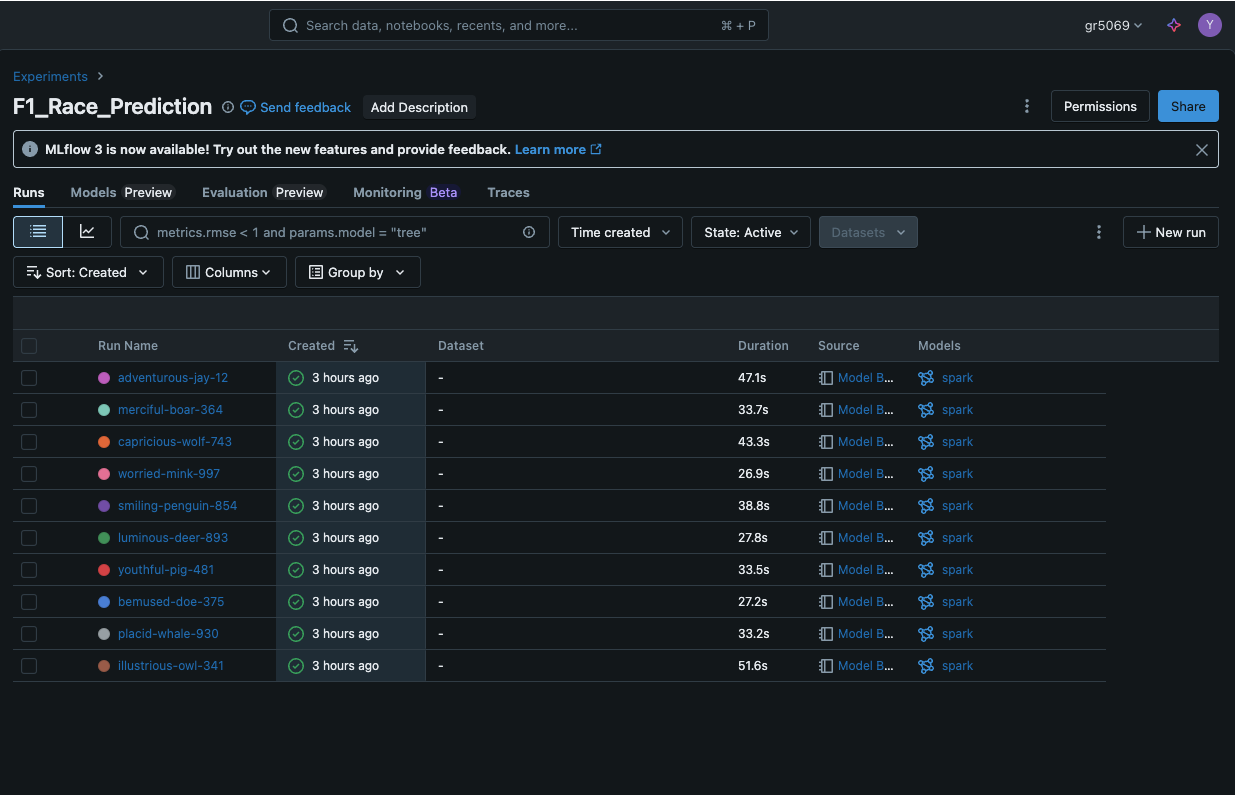 Search data, notebooks, recents, and more... ⌘ + P gr5069 Y
Experiments >
F1_Race_Prediction Send feedback Add Description Permissions Share
MLflow 3 is now available! Try out the new features and provide feedback. Learn more
Runs Models Preview Evaluation Preview Monitoring Beta Traces
metrics.rmse < 1 and params.model = "tree" Time created State: Active Datasets + New run
Sort: Created Columns Group by
Run Name Created Dataset Duration Source Models
adventurous-jay-12 3 hours ago - 47.1s Model B... spark
merciful-boar-364 3 hours ago - 33.7s Model B... spark
capricious-wolf-743 3 hours ago - 43.3s Model B... spark
worried-mink-997 3 hours ago - 26.9s Model B... spark
smiling-penguin-854 3 hours ago - 38.8s Model B... spark
luminous-deer-893 3 hours ago - 27.8s Model B... spark
youthful-pig-481 3 hours ago - 33.5s Model B... spark
bemused-doe-375 3 hours ago - 27.2s Model B... spark
placid-whale-930 3 hours ago - 33.2s Model B... spark
illustrious-owl-341 3 hours ago - 51.6s Model B... spark